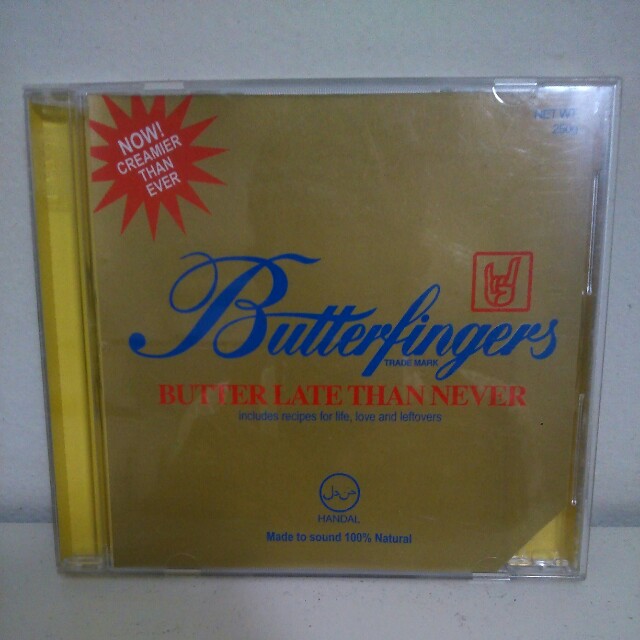 NOW!
CREAMIER
THAN
EVER
NET WT.
250g
Butterfingers
TRADE MARK
BUTTER LATE THAN NEVER
includes recipes for life, love and leftovers
حندل
HANDAL
Made to sound 100% Natural